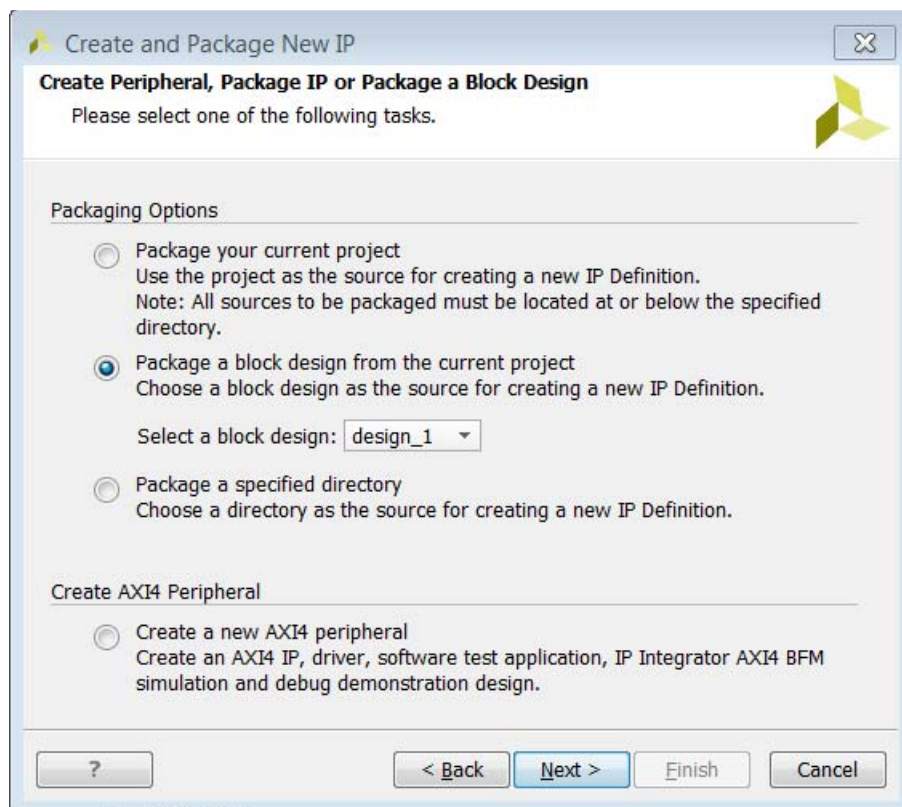 Create and Package New IP
Create Peripheral, Package IP or Package a Block Design
Please select one of the following tasks.
Packaging Options
Package your current project
Use the project as the source for creating a new IP Definition.
Note: All sources to be packaged must be located at or below the specified
directory.
Package a block design from the current project
Choose a block design as the source for creating a new IP Definition.
Select a block design: design_1
Package a specified directory
Choose a directory as the source for creating a new IP Definition.
Create AXI4 Peripheral
Create a new AXI4 peripheral
Create an AXI4 IP, driver, software test application, IP Integrator AXI4 BFM
simulation and debug demonstration design.
? < Back Next > Finish Cancel